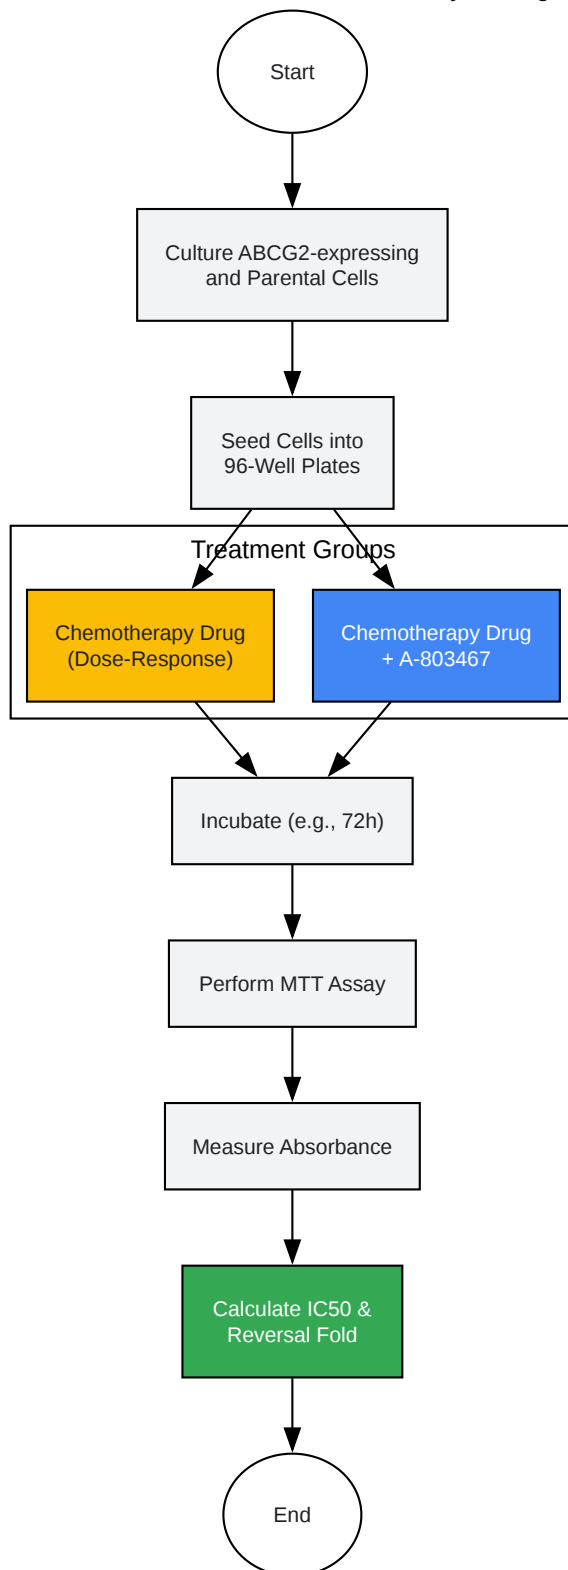 Start
Culture ABCG2-expressing
and Parental Cells
Seed Cells into
96-Well Plates
Treatment Groups
Chemotherapy Drug
(Dose-Response)
Chemotherapy Drug
+ A-803467
Incubate (e.g., 72h)
Perform MTT Assay
Measure Absorbance
Calculate IC50 &
Reversal Fold
End